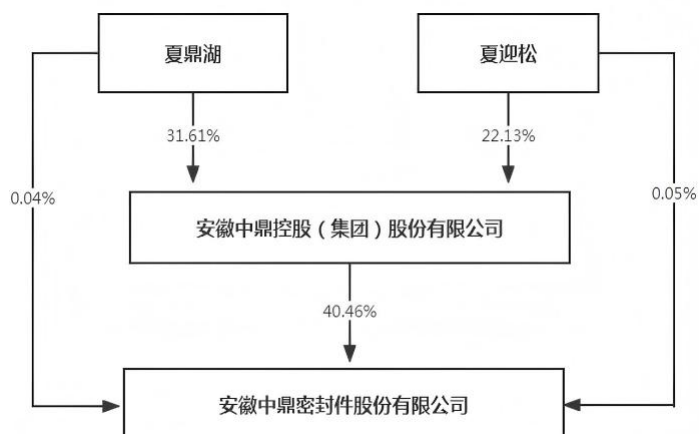 夏鼎湖
夏迎松
31.61%
22.13%
0.04%
0.05%
安徽中鼎控股（集团）股份有限公司
40.46%
安徽中鼎密封件股份有限公司